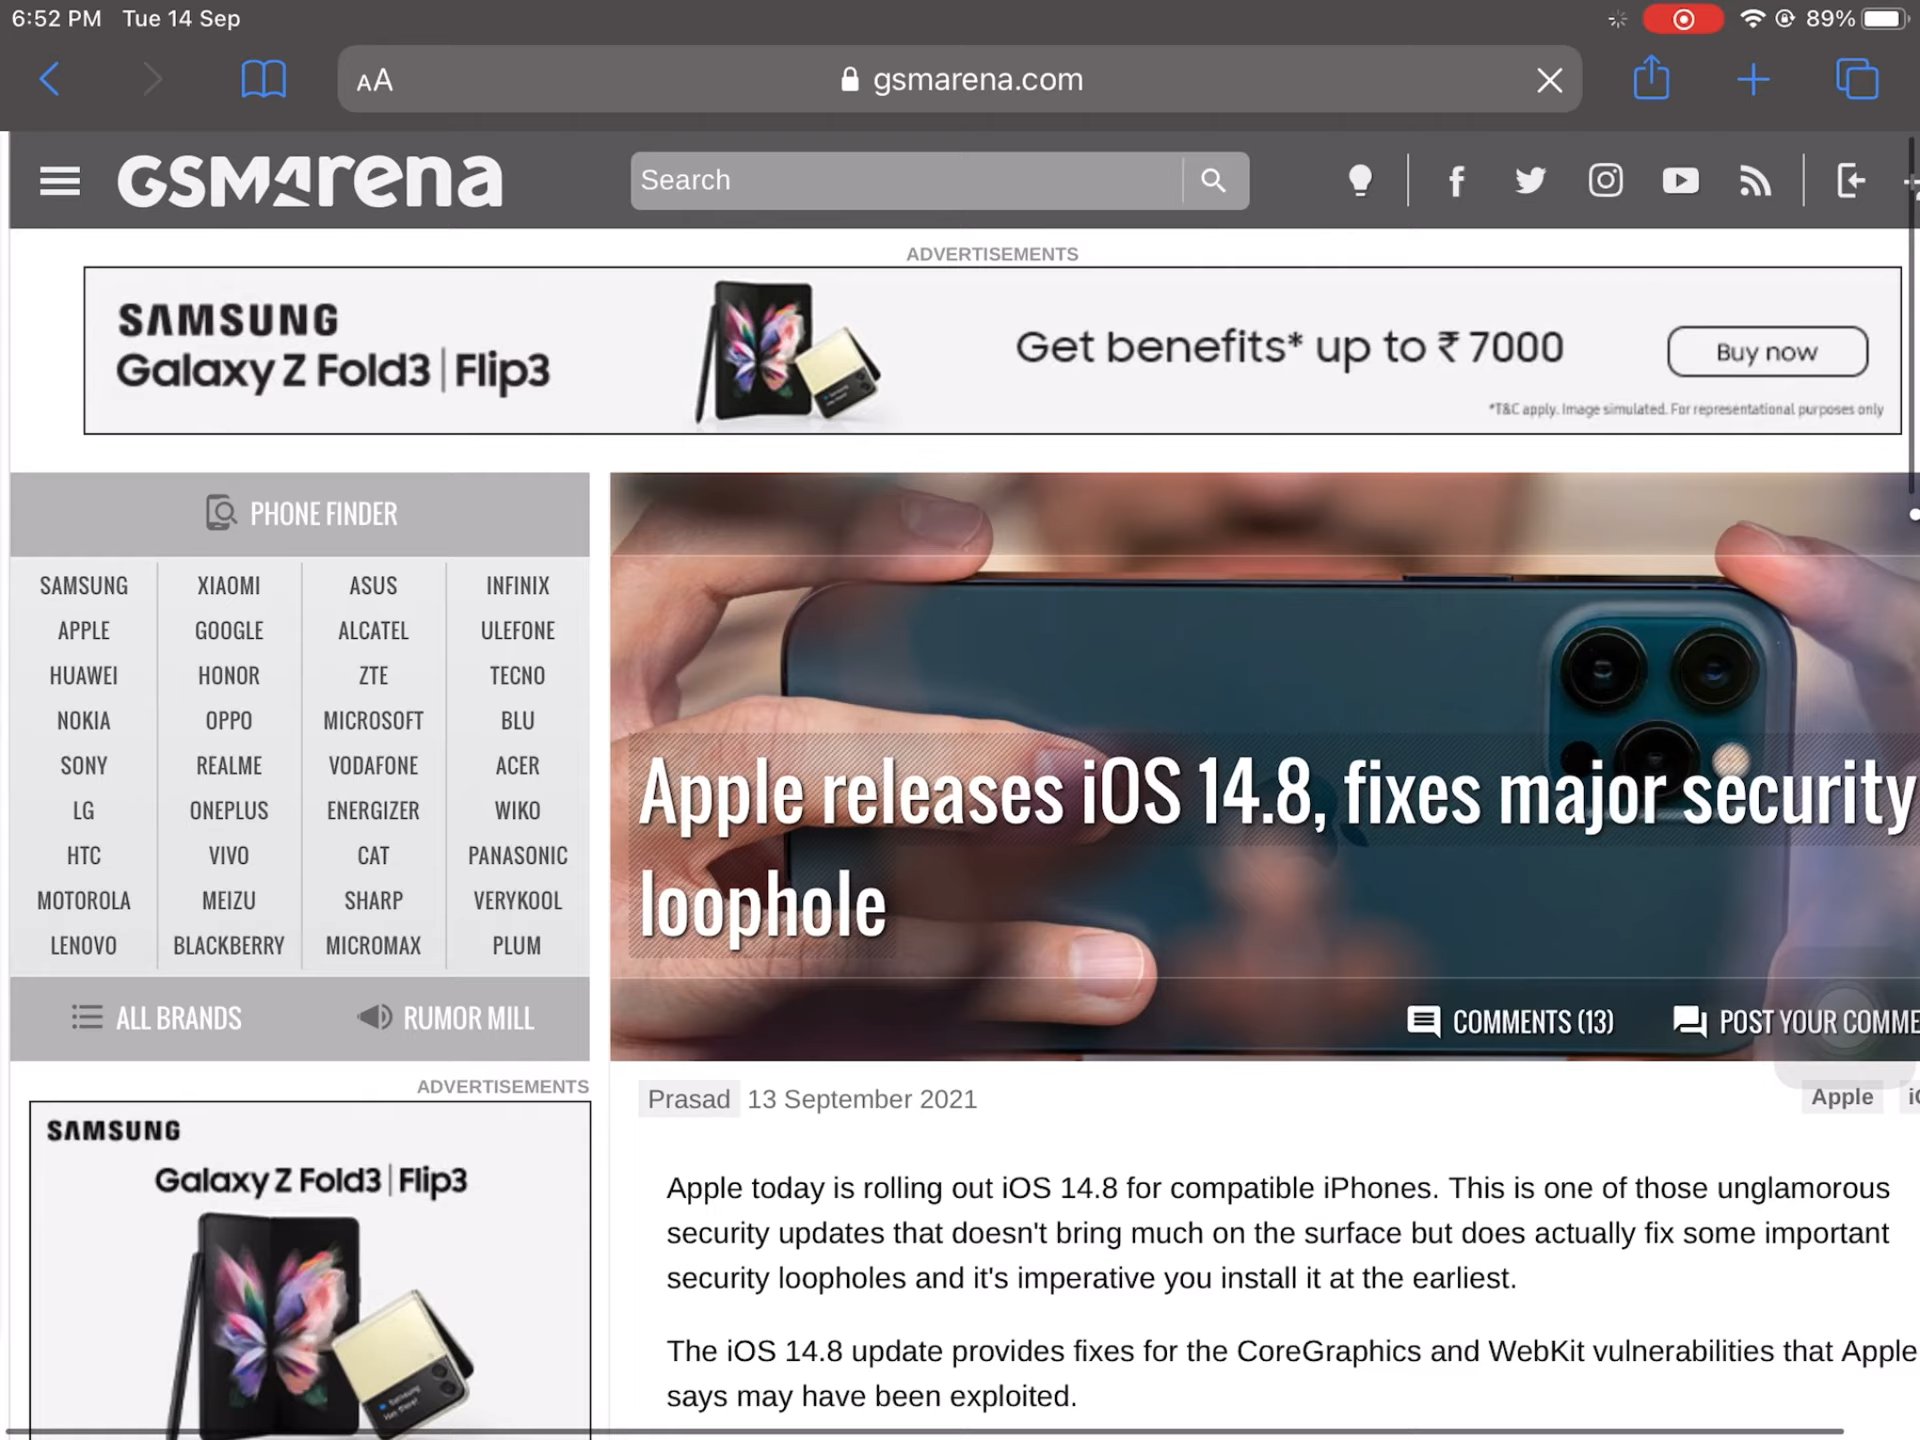 6:52 PM Tue 14 Sep
89%
AA
gsmarena.com
GSMarena
Search
ADVERTISEMENTS
SAMSUNG
Galaxy Z Fold3 | Flip3
Get benefits* up to ₹ 7000
Buy now
*T&C apply. Image simulated. For representational purposes only
PHONE FINDER
SAMSUNG XIAOMI ASUS INFINIX
APPLE GOOGLE ALCATEL ULEFONE
HUAWEI HONOR ZTE TECNO
NOKIA OPPO MICROSOFT BLU
SONY REALME VODAFONE ACER
LG ONEPLUS ENERGIZER WIKO
HTC VIVO CAT PANASONIC
MOTOROLA MEIZU SHARP VERYKOOL
LENOVO BLACKBERRY MICROMAX PLUM
ALL BRANDS RUMOR MILL
ADVERTISEMENTS
SAMSUNG
Galaxy Z Fold3 | Flip3
Apple releases iOS 14.8, fixes major security
loophole
COMMENTS (13) POST YOUR COMME
Prasad 13 September 2021
Apple
Apple today is rolling out iOS 14.8 for compatible iPhones. This is one of those unglamorous
security updates that doesn't bring much on the surface but does actually fix some important
security loopholes and it's imperative you install it at the earliest.
The iOS 14.8 update provides fixes for the CoreGraphics and WebKit vulnerabilities that Apple
says may have been exploited.